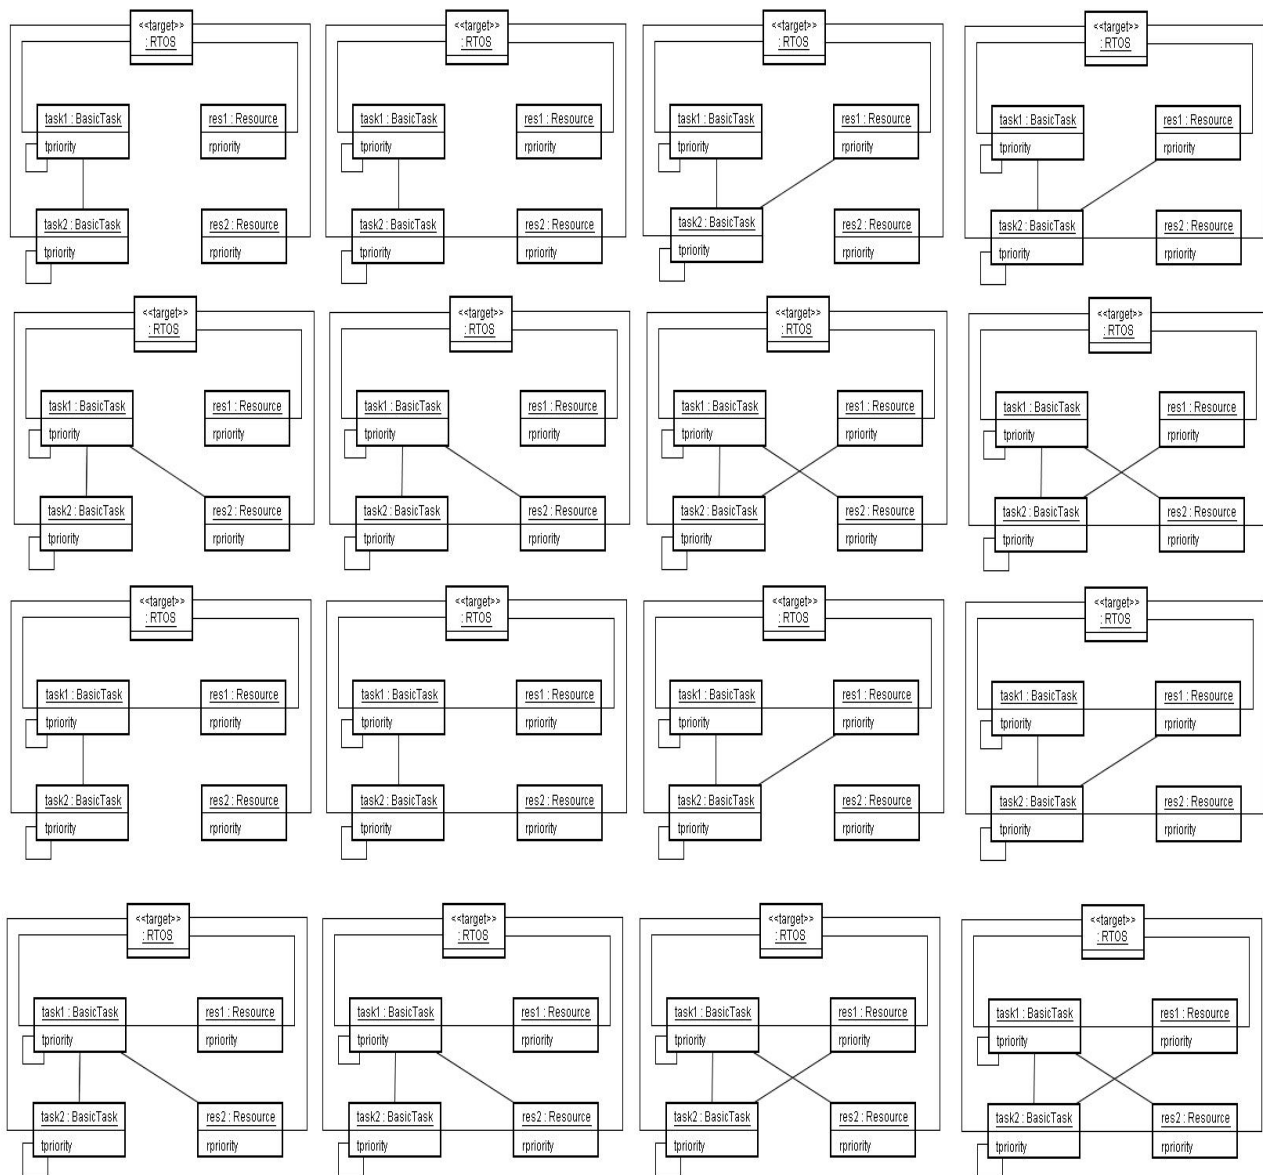 <<target>>
: RTOS
task1 : BasicTask
tpriority
res1 : Resource
rpriority
task2 : BasicTask
tpriority
res2 : Resource
rpriority
<<target>>
: RTOS
task1 : BasicTask
tpriority
res1 : Resource
rpriority
task2 : BasicTask
tpriority
res2 : Resource
rpriority
<<target>>
: RTOS
task1 : BasicTask
tpriority
res1 : Resource
rpriority
task2 : BasicTask
tpriority
res2 : Resource
rpriority
<<target>>
: RTOS
task1 : BasicTask
tpriority
res1 : Resource
rpriority
task2 : BasicTask
tpriority
res2 : Resource
rpriority
<<target>>
: RTOS
task1 : BasicTask
tpriority
res1 : Resource
rpriority
task2 : BasicTask
tpriority
res2 : Resource
rpriority
<<target>>
: RTOS
task1 : BasicTask
tpriority
res1 : Resource
rpriority
task2 : BasicTask
tpriority
res2 : Resource
rpriority
<<target>>
: RTOS
task1 : BasicTask
tpriority
res1 : Resource
rpriority
task2 : BasicTask
tpriority
res2 : Resource
rpriority
<<target>>
: RTOS
task1 : BasicTask
tpriority
res1 : Resource
rpriority
task2 : BasicTask
tpriority
res2 : Resource
rpriority
<<target>>
: RTOS
task1 : BasicTask
tpriority
res1 : Resource
rpriority
task2 : BasicTask
tpriority
res2 : Resource
rpriority
<<target>>
: RTOS
task1 : BasicTask
tpriority
res1 : Resource
rpriority
task2 : BasicTask
tpriority
res2 : Resource
rpriority
<<target>>
: RTOS
task1 : BasicTask
tpriority
res1 : Resource
rpriority
task2 : BasicTask
tpriority
res2 : Resource
rpriority
<<target>>
: RTOS
task1 : BasicTask
tpriority
res1 : Resource
rpriority
task2 : BasicTask
tpriority
res2 : Resource
rpriority
<<target>>
: RTOS
task1 : BasicTask
tpriority
res1 : Resource
rpriority
task2 : BasicTask
tpriority
res2 : Resource
rpriority
<<target>>
: RTOS
task1 : BasicTask
tpriority
res1 : Resource
rpriority
task2 : BasicTask
tpriority
res2 : Resource
rpriority
<<target>>
: RTOS
task1 : BasicTask
tpriority
res1 : Resource
rpriority
task2 : BasicTask
tpriority
res2 : Resource
rpriority
<<target>>
: RTOS
task1 : BasicTask
tpriority
res1 : Resource
rpriority
task2 : BasicTask
tpriority
res2 : Resource
rpriority